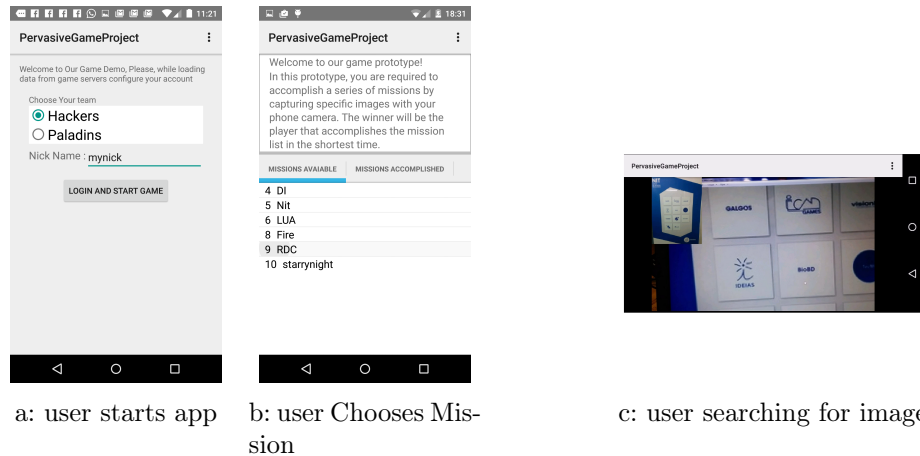 11:21
PervasiveGameProject
Welcome to Our Game Demo, Please, while loading
data from game servers configure your account
Choose Your team
Hackers
Paladins
Nick Name : mynick
LOGIN AND START GAME
a: user starts app
18:31
PervasiveGameProject
Welcome to our game prototype!
In this prototype, you are required to
accomplish a series of missions by
capturing specific images with your
phone camera. The winner will be the
player that accomplishes the mission
list in the shortest time.
MISSIONS AVAIABLE
MISSIONS ACCOMPLISHED
4 DI
5 Nit
6 LUA
8 Fire
9 RDC
10 starrynight
b: user Chooses Mis-
sion
PervasiveGameProject
GALGOS
ICAD
GAMES
vision
IDEIAS
BioBD
c: user searching for image